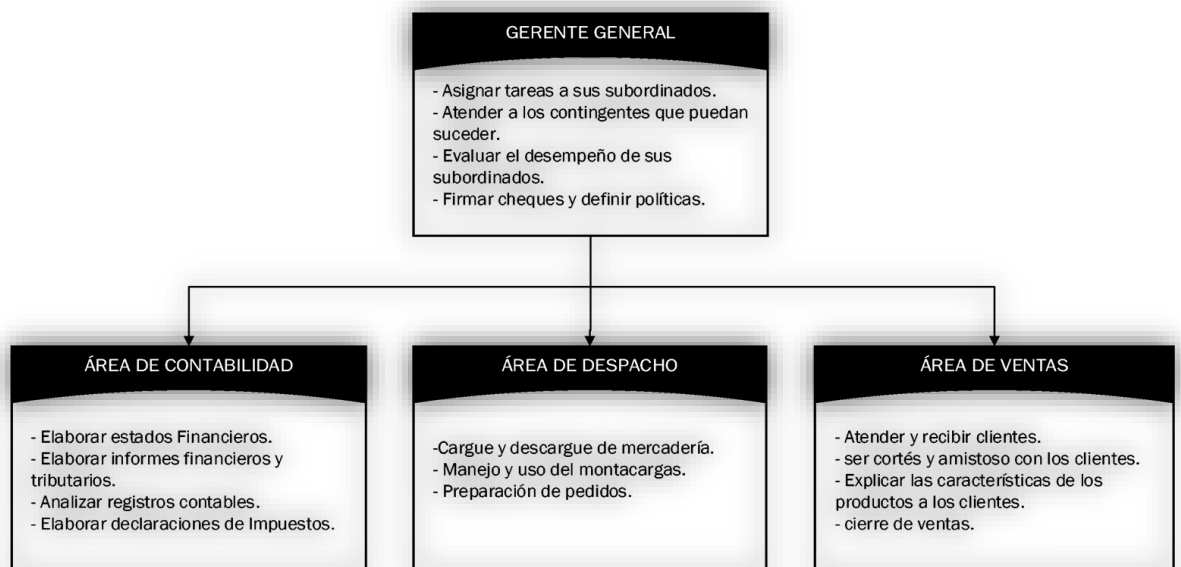 GERENTE GENERAL
- Asignar tareas a sus subordinados.
- Atender a los contingentes que puedan
suceder.
- Evaluar el desempeño de sus
subordinados.
- Firmar cheques y definir políticas.
ÁREA DE CONTABILIDAD
- Elaborar estados Financieros.
- Elaborar informes financieros y
tributarios.
- Analizar registros contables.
- Elaborar declaraciones de Impuestos.
ÁREA DE DESPACHO
-Cargue y descargue de mercadería.
- Manejo y uso del montacargas.
- Preparación de pedidos.
ÁREA DE VENTAS
- Atender y recibir clientes.
- ser cortés y amistoso con los clientes.
- Explicar las características de los
productos a los clientes.
- cierre de ventas.